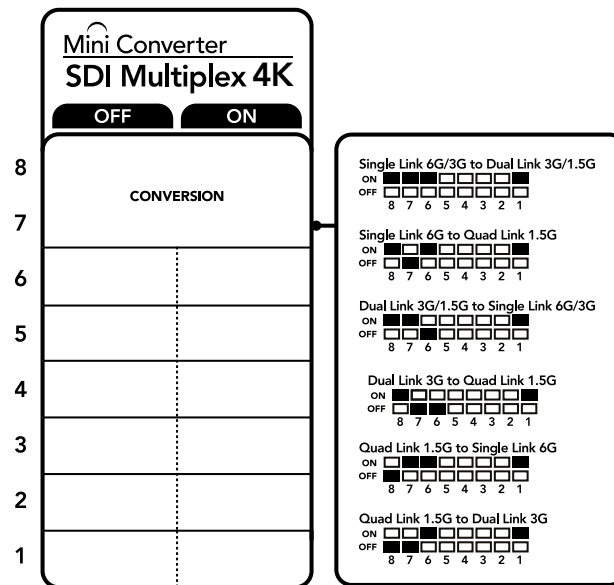 Mini Converter
SDI Multiplex 4K
OFF ON
8
CONVERSION
7
6
5
4
3
2
1
Single Link 6G/3G to Dual Link 3G/1.5G
ON
OFF
8 7 6 5 4 3 2 1
Single Link 6G to Quad Link 1.5G
ON
OFF
8 7 6 5 4 3 2 1
Dual Link 3G/1.5G to Single Link 6G/3G
ON
OFF
8 7 6 5 4 3 2 1
Dual Link 3G to Quad Link 1.5G
ON
OFF
8 7 6 5 4 3 2 1
Quad Link 1.5G to Single Link 6G
ON
OFF
8 7 6 5 4 3 2 1
Quad Link 1.5G to Dual Link 3G
ON
OFF
8 7 6 5 4 3 2 1